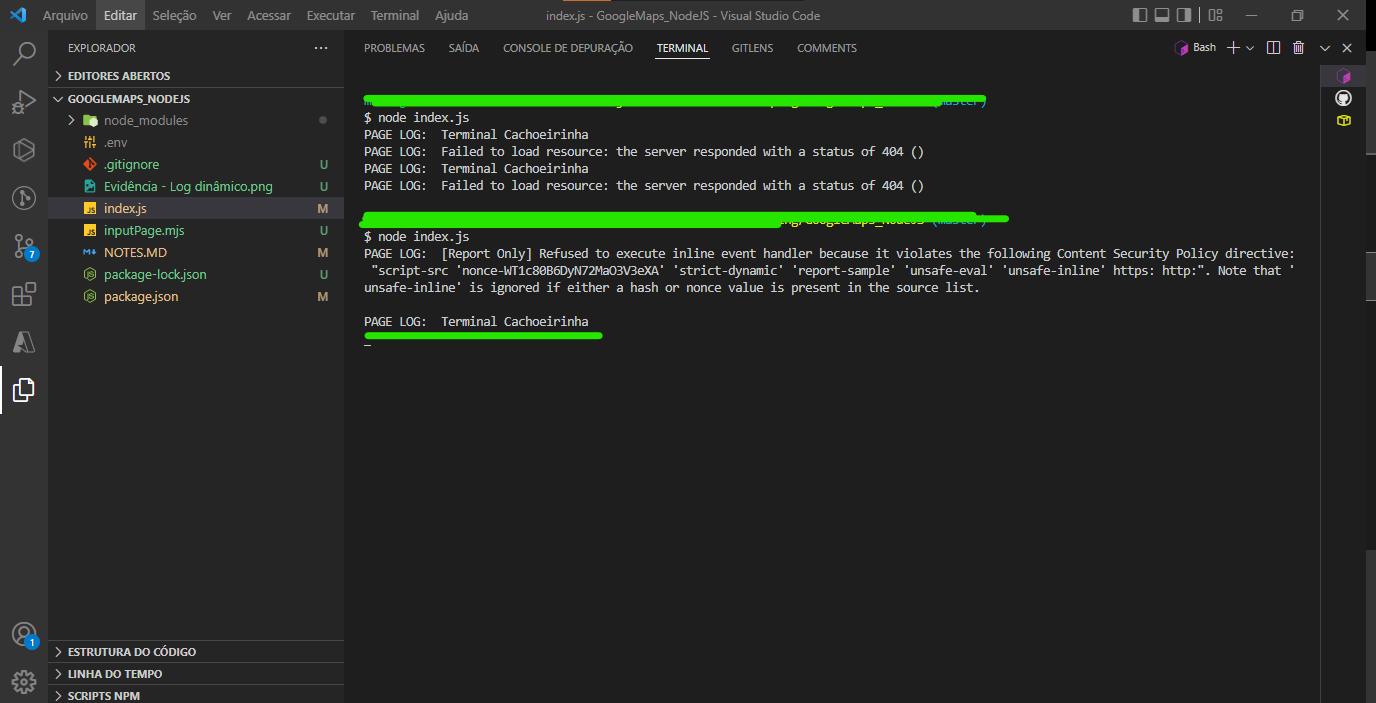 Arquivo Editar Seleção Ver Acessar Executar Terminal Ajuda index.js - GoogleMaps_NodeJS - Visual Studio Code
EXPLORADOR ...
EDITORES ABERTOS
GOOGLEMAPS_NODEJS
node_modules
.env
.gitignore U
Evidência - Log dinâmico.png U
JS index.js M
JS inputPage.mjs U
M↓ NOTES.MD M
JS package-lock.json U
JS package.json M
7
1
ESTRUTURA DO CÓDIGO
LINHA DO TEMPO
SCRIPTS NPM
PROBLEMAS SAÍDA CONSOLE DE DEPURAÇÃO TERMINAL GITLENS COMMENTS Bash
$ node index.js
PAGE LOG: Terminal Cachoeirinha
PAGE LOG: Failed to load resource: the server responded with a status of 404 ()
PAGE LOG: Terminal Cachoeirinha
PAGE LOG: Failed to load resource: the server responded with a status of 404 ()
$ node index.js
PAGE LOG: [Report Only] Refused to execute inline event handler because it violates the following Content Security Policy directive:
"script-src 'nonce-WT1c80B6DyN72MaO3V3eXA' 'strict-dynamic' 'report-sample' 'unsafe-eval' 'unsafe-inline' https: http:". Note that '
unsafe-inline' is ignored if either a hash or nonce value is present in the source list.
PAGE LOG: Terminal Cachoeirinha